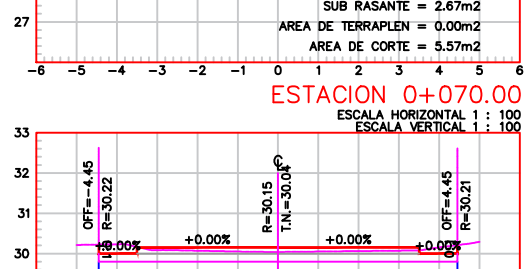 SUB RASANTE = 2.67m2
27
AREA DE TERRAPLEN = 0.00m2
AREA DE CORTE = 5.57m2
-6 -5 -4 -3 -2 -1 0 1 2 3 4 5 6
ESTACION 0+070.00
ESCALA HORIZONTAL 1 : 100
ESCALA VERTICAL 1 : 100
33
32
31
30
OFF=-4.45
R=30.22
R=30.15
T.N.=30.04
OFF=4.45
R=30.21
+0.00%
+0.00%
+0.00%
+0.00%